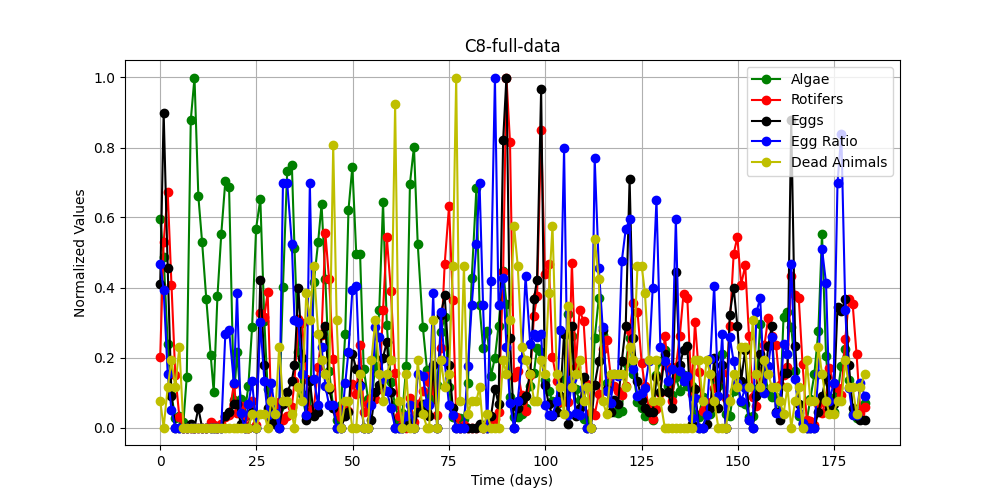 C8-full-data
Normalized Values
1.0
0.8
0.6
0.4
0.2
0.0
0
25
50
75
100
125
150
175
Time (days)
Algae
Rotifers
Eggs
Egg Ratio
Dead Animals